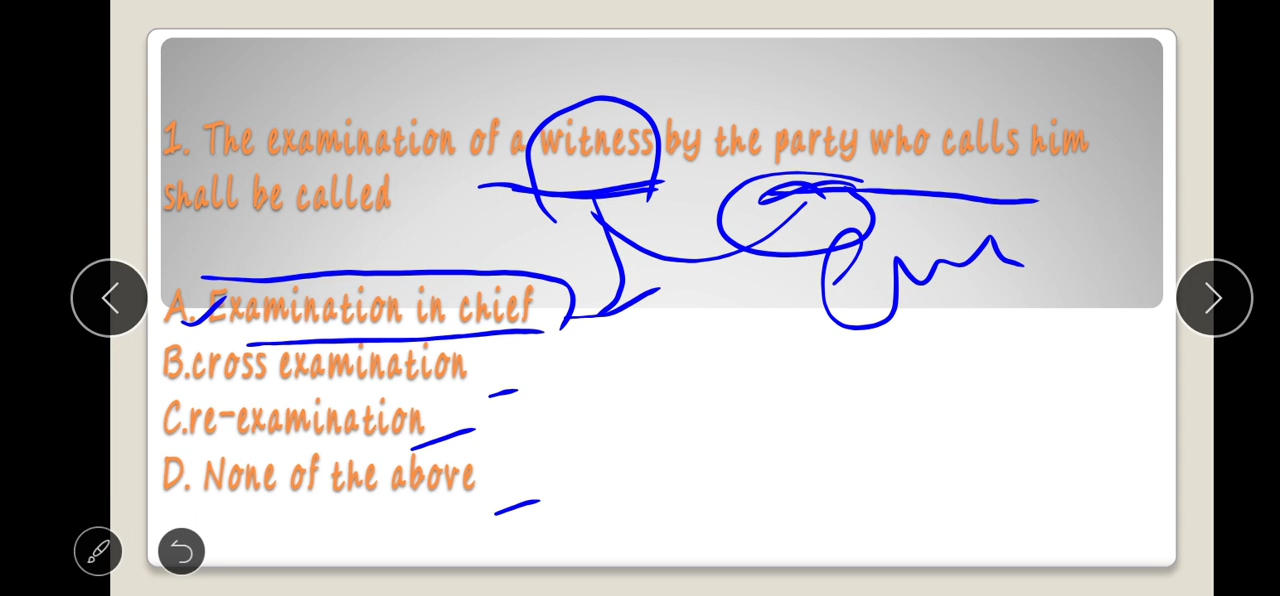 1. The examination of a witness by the party who calls him
shall be called
A. Examination in chief
B.cross examination
C.re-examination
D. None of the above